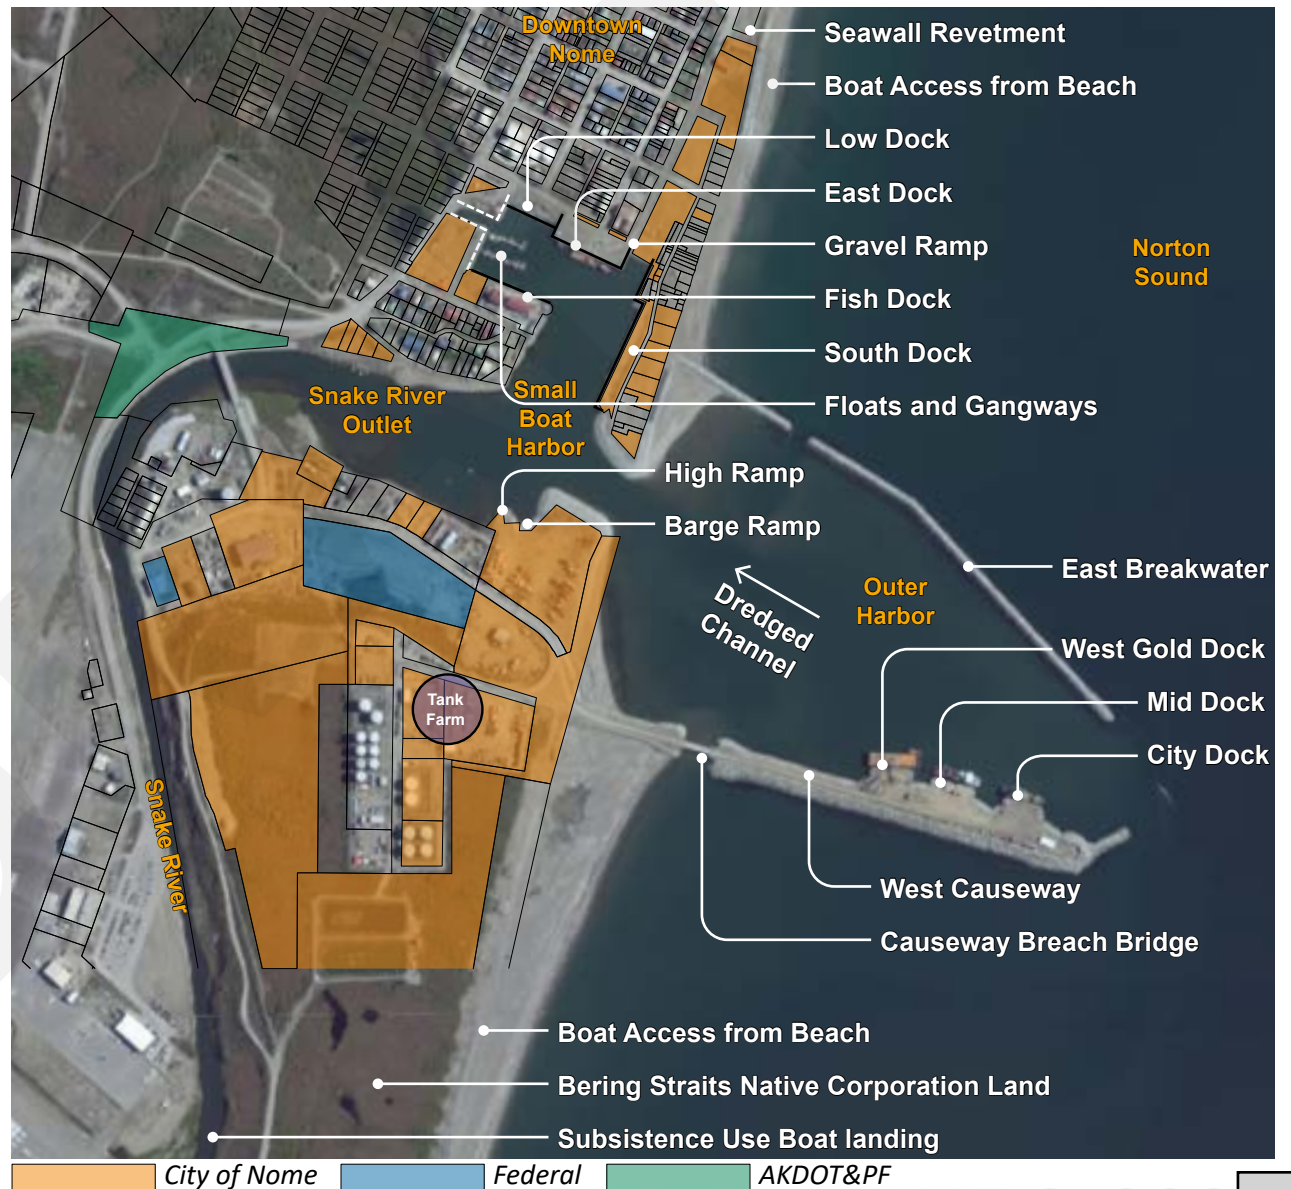 Downtown
Nome
Seawall Revetment
Boat Access from Beach
Low Dock
East Dock
Gravel Ramp
Norton
Sound
Fish Dock
South Dock
Floats and Gangways
Snake River
Outlet
Small
Boat
Harbor
High Ramp
Barge Ramp
East Breakwater
Outer
Harbor
Dredged
Channel
West Gold Dock
Mid Dock
City Dock
Tank
Farm
Snake River
West Causeway
Causeway Breach Bridge
Boat Access from Beach
Bering Straits Native Corporation Land
Subsistence Use Boat landing
City of Nome
Federal
AKDOT&PF